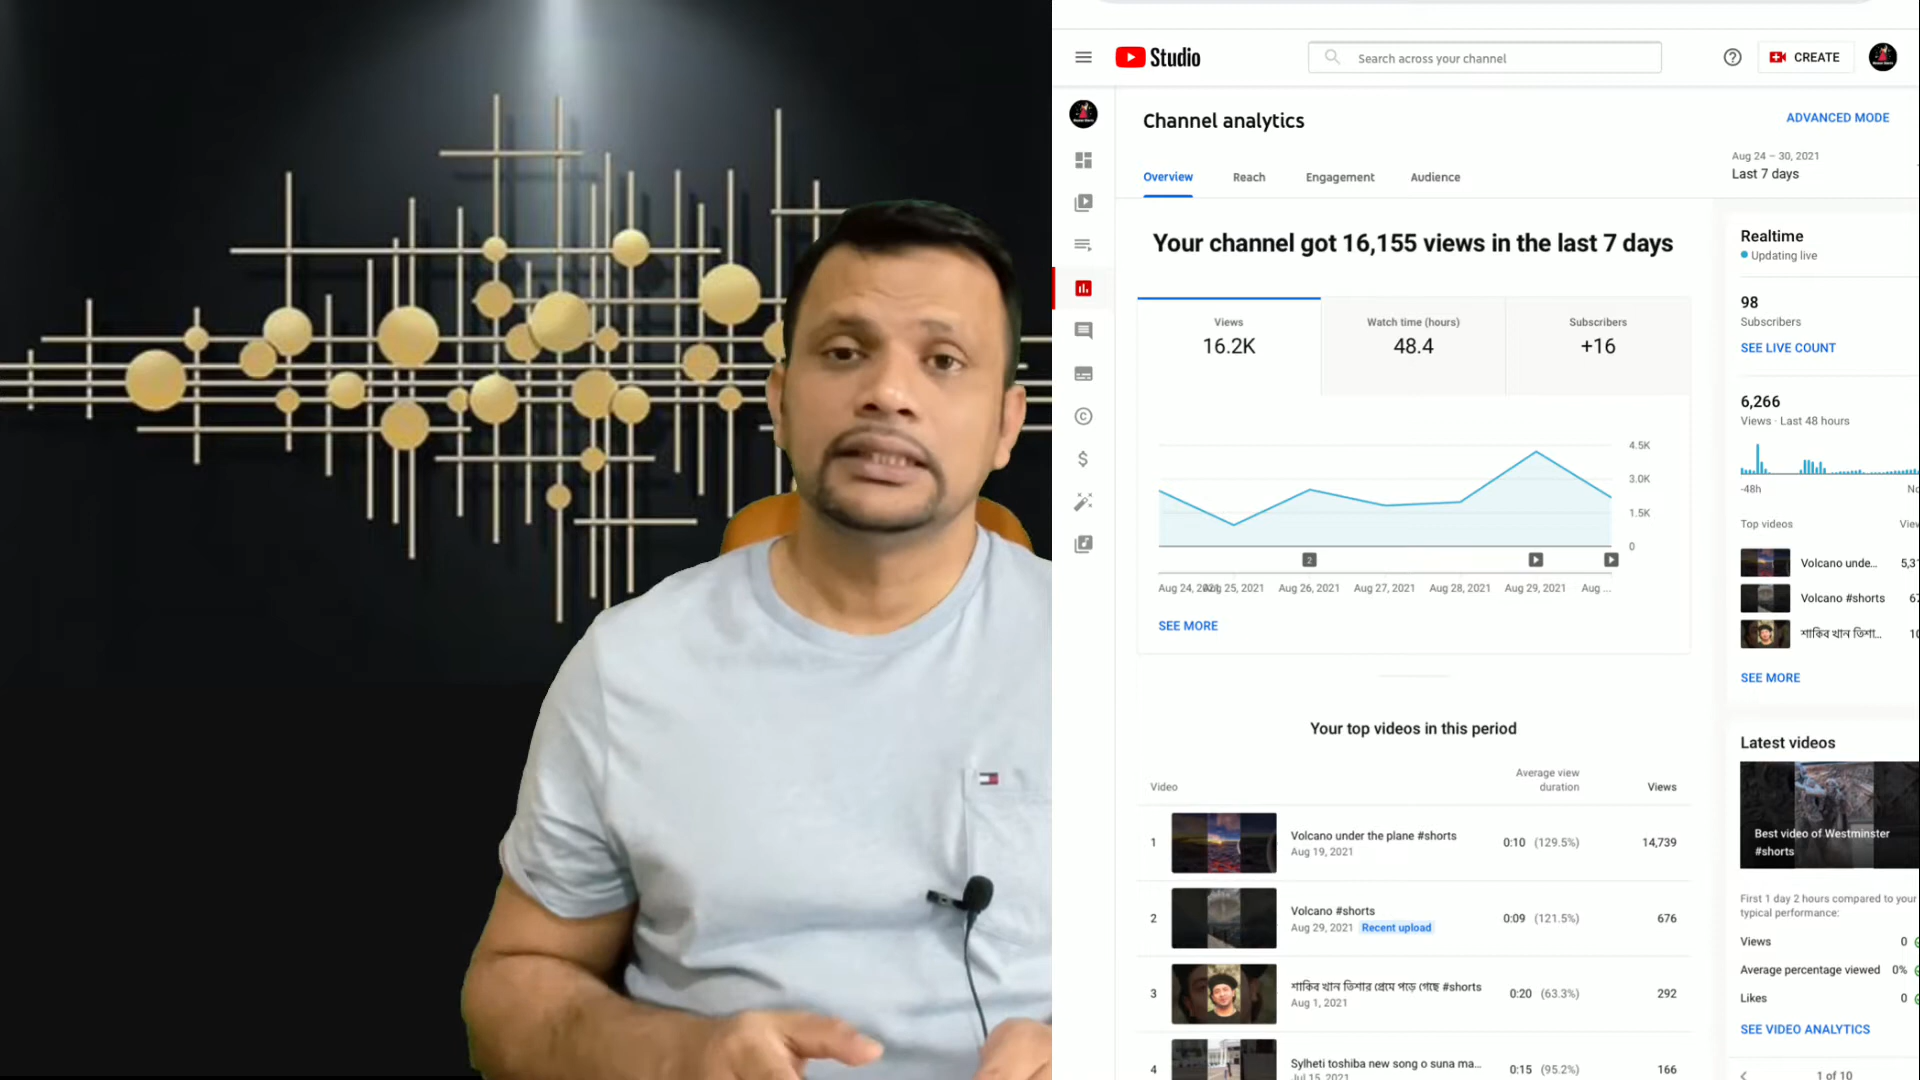 Studio
Search across your channel
CREATE
Channel analytics
ADVANCED MODE
Overview
Reach
Engagement
Audience
Aug 24 – 30, 2021
Last 7 days
Your channel got 16,155 views in the last 7 days
Views
16.2K
Watch time (hours)
48.4
Subscribers
+16
4.5K
3.0K
1.5K
0
2
Aug 24, 2021
Aug 25, 2021
Aug 26, 2021
Aug 27, 2021
Aug 28, 2021
Aug 29, 2021
Aug ...
SEE MORE
Your top videos in this period
Video
Average view
duration
Views
1
Volcano under the plane #shorts
Aug 19, 2021
0:10 (129.5%)
14,739
2
Volcano #shorts
Aug 29, 2021 Recent upload
0:09 (121.5%)
676
3
শাকিব খান তিশার প্রেমে পড়ে গেছে #shorts
Aug 1, 2021
0:20 (63.3%)
292
4
Sylheti toshiba new song o suna ma...
Jul 15, 2021
0:15 (95.2%)
166
Realtime
Updating live
98
Subscribers
SEE LIVE COUNT
6,266
Views · Last 48 hours
-48h
Top videos
Volcano unde...
Volcano #shorts
শাকিব খান তিশা...
SEE MORE
Latest videos
Best video of Westminster
#shorts
First 1 day 2 hours compared to your
typical performance:
Views
0
Average percentage viewed
0%
Likes
0
SEE VIDEO ANALYTICS
1 of 10